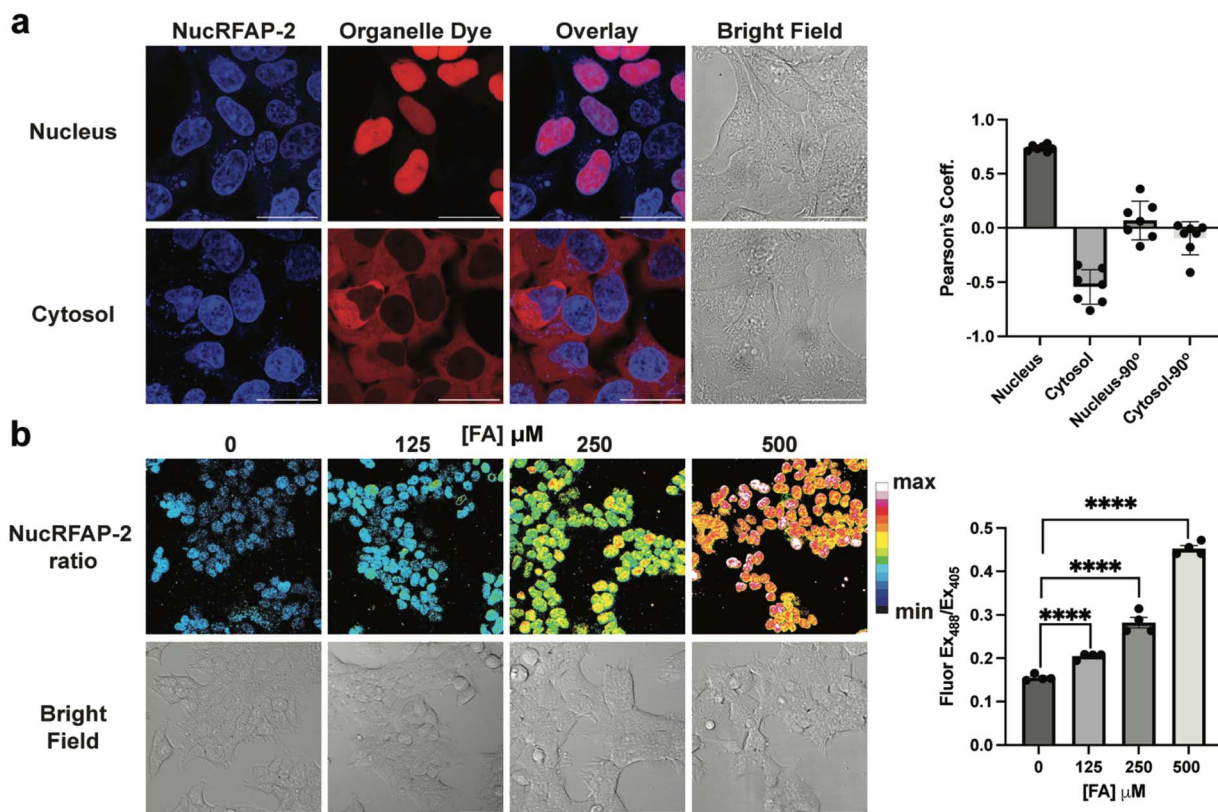 a
NucRFAP-2 Organelle Dye Overlay Bright Field
Nucleus
Cytosol
Pearson's Coeff.
1.0
0.5
0.0
-0.5
-1.0
Nucleus
Cytosol
Nucleus-90°
Cytosol-90°
b
[FA] μM
0 125 250 500
NucRFAP-2
ratio
Bright
Field
max
min
Fluor Ex488/Ex405
0.5
0.4
0.3
0.2
0.1
0.0
****
****
****
0 125 250 500
[FA] μM